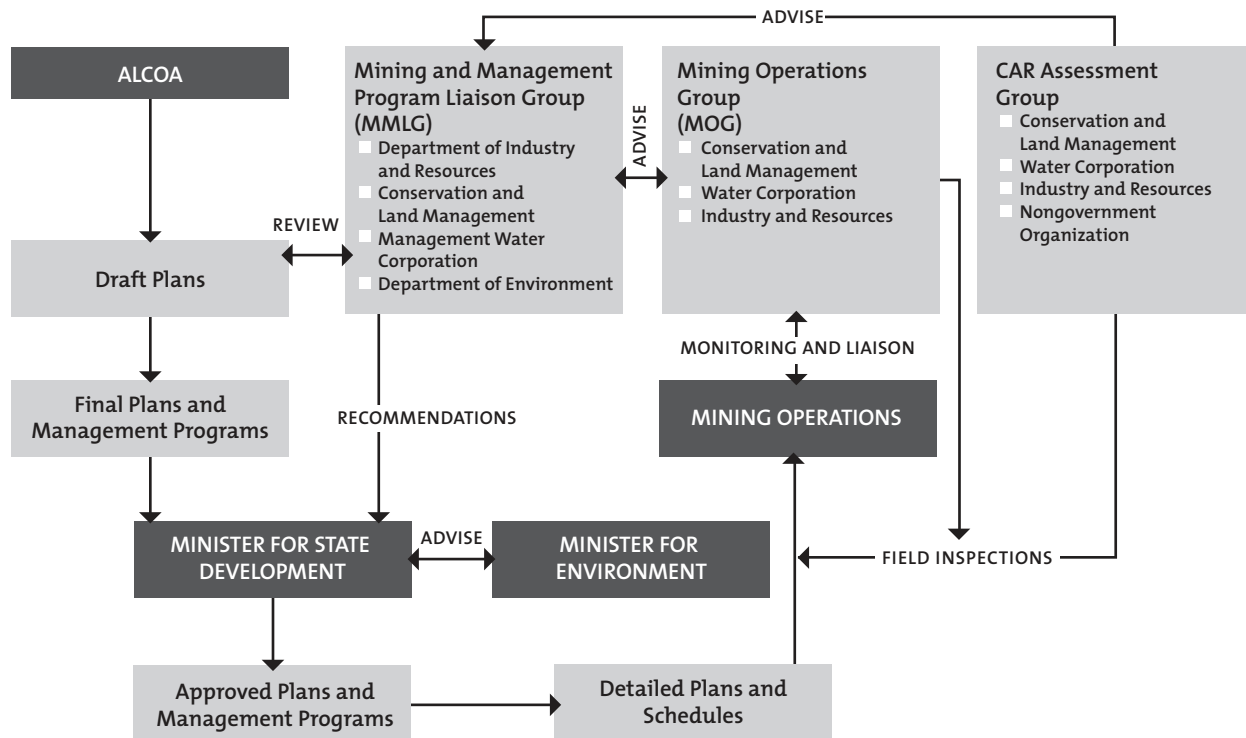 ADVISE
ALCOA
Mining and Management
Program Liaison Group
(MMLG)
Department of Industry
and Resources
Conservation and
Land Management
Management Water
Corporation
Department of Environment
ADVISE
Mining Operations
Group
(MOG)
Conservation and
Land Management
Water Corporation
Industry and Resources
CAR Assessment
Group
Conservation and
Land Management
Water Corporation
Industry and Resources
Nongovernment
Organization
REVIEW
Draft Plans
MONITORING AND LIAISON
Final Plans and
Management Programs
RECOMMENDATIONS
MINING OPERATIONS
MINISTER FOR STATE
DEVELOPMENT
ADVISE
MINISTER FOR
ENVIRONMENT
FIELD INSPECTIONS
Approved Plans and
Management Programs
Detailed Plans and
Schedules